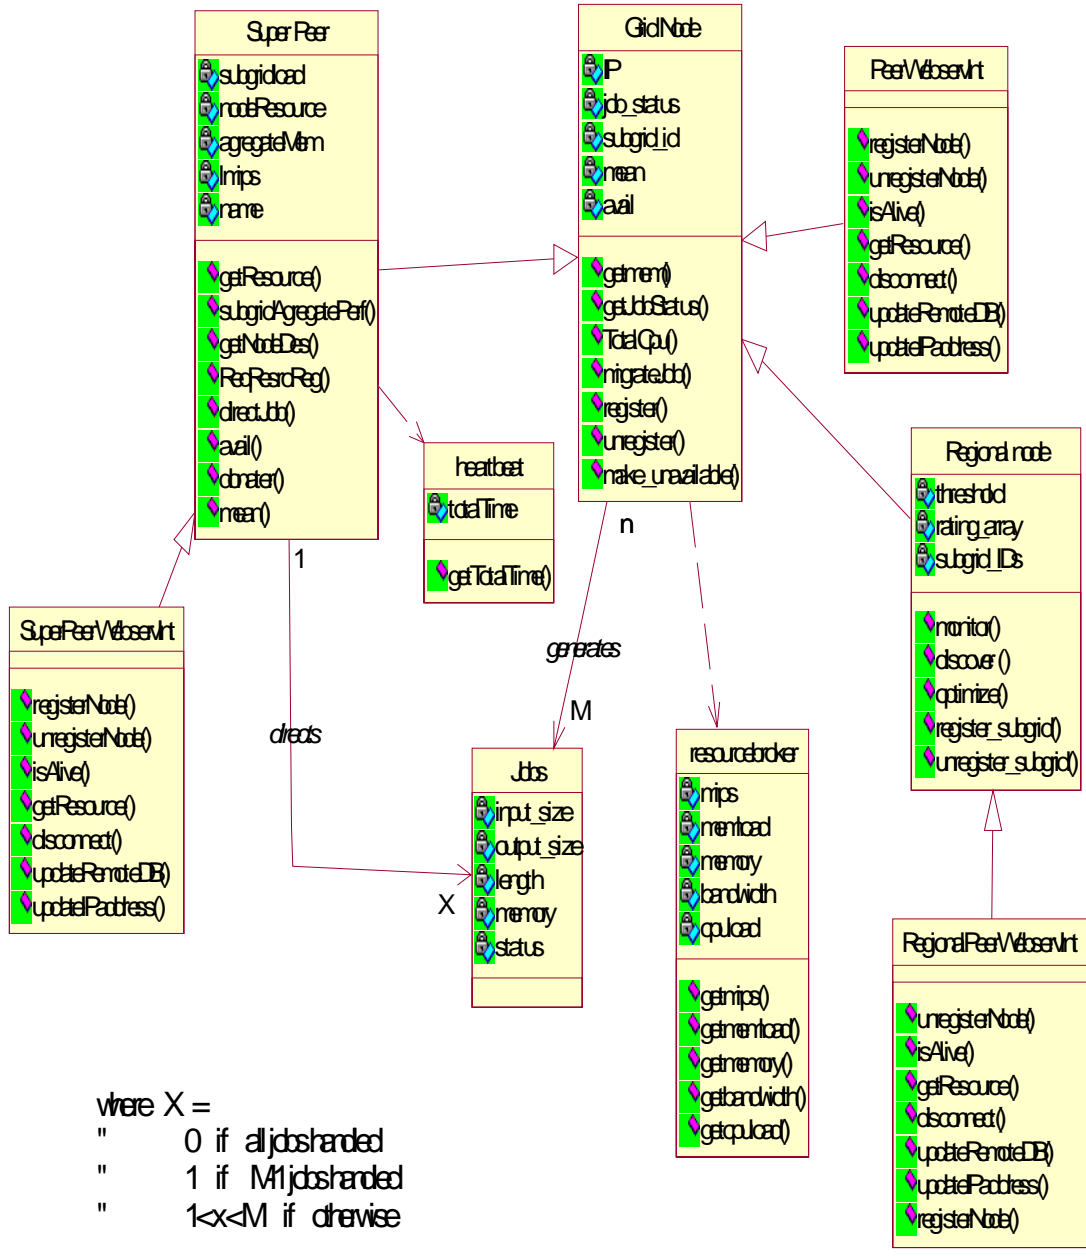 Super Peer
subgridload
nodeResource
agregateMem
lmips
name
getResource()
subgridAgregatePerf()
getNodeDes()
ReqResrcReg()
directJob()
avail()
donater()
mean()
Grid Node
IP
job_status
subgrid_id
mean
avail
getmem()
getJobStatus()
TotalCpu()
migrateJob()
register()
unregister()
make_unavailable()
PeerWebservInt
registerNode()
unregisterNode()
isAlive()
getResource()
disconnect()
updateRemoteDB()
updateIPaddress()
heartbeat
totalTime
getTotalTime()
Regional node
threshold
rating_array
subgrid_IDs
monitor()
discover ()
optimize()
register_subgrid()
unregister_subgrid()
1
n
generates
M
directs
X
SuperPeerWebservInt
registerNode()
unregisterNode()
isAlive()
getResource()
disconnect()
updateRemoteDB()
updateIPaddress()
Jobs
input_size
output_size
length
memory
status
resourcebroker
mips
memload
memory
bandwidth
cpuload
getmips()
getmemload()
getmemory()
getbandwidth()
getcpuload()
RegionalPeerWebservInt
unregisterNode()
isAlive()
getResource()
disconnect()
updateRemoteDB()
updateIPaddress()
registerNode()
where X =
" 0 if all jobs handled
" 1 if M-1 jobs handled
" 1<x<M if otherwise